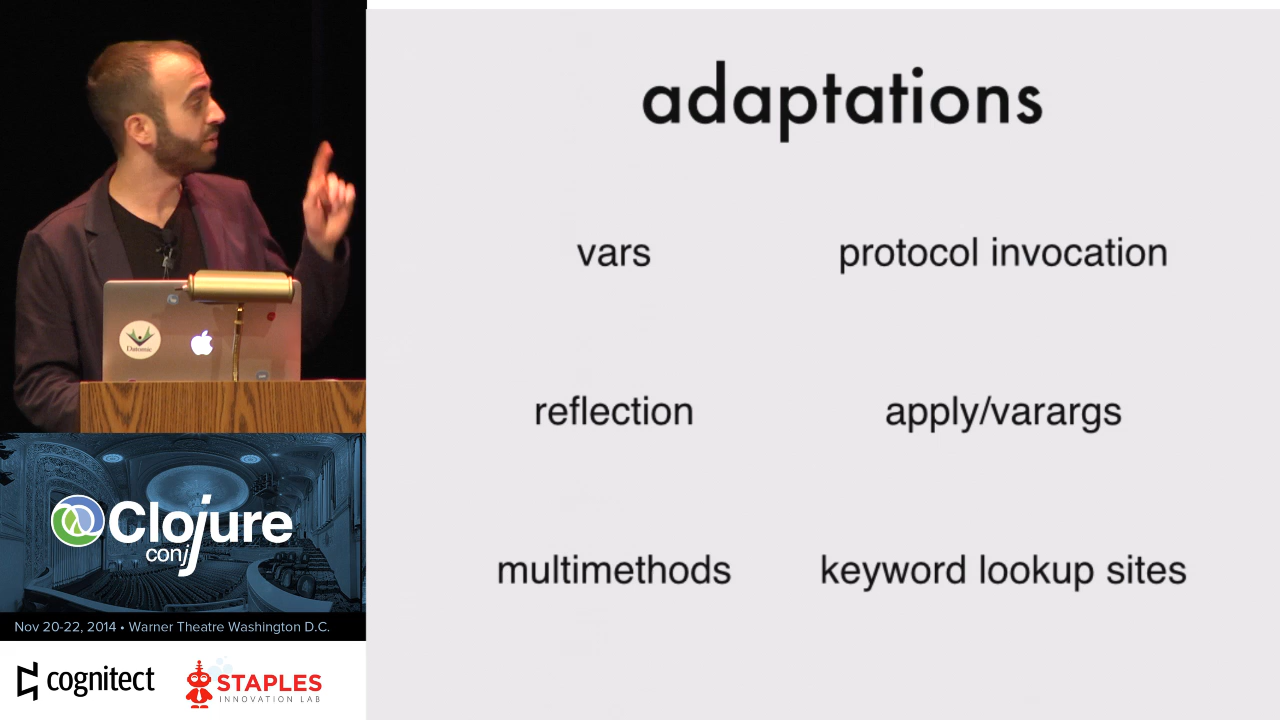 adaptations
vars
protocol invocation
reflection
apply/varargs
multimethods
keyword lookup sites
Datomic
Clojure
conj
Nov 20-22, 2014 • Warner Theatre Washington D.C.
cognitect
STAPLES
INNOVATION LAB